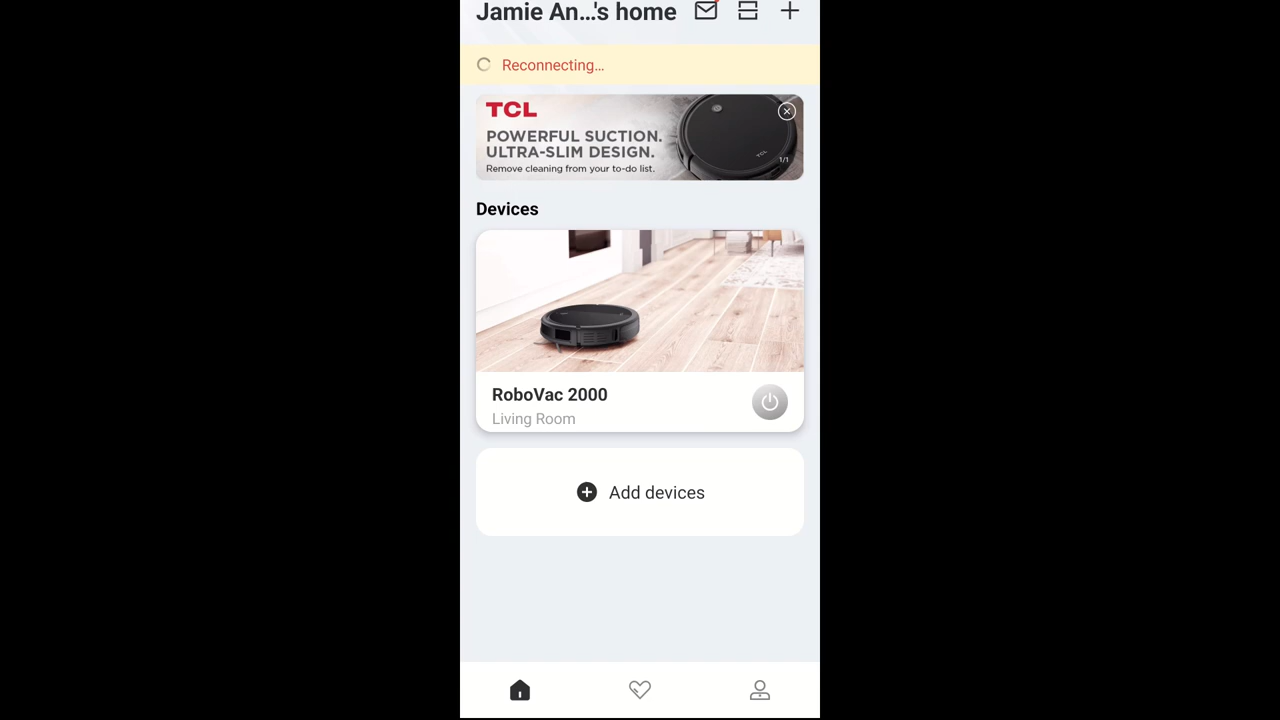 Jamie An...'s home
Reconnecting...
TCL
POWERFUL SUCTION.
ULTRA-SLIM DESIGN.
Remove cleaning from your to-do list.
TCL
1/1
Devices
RoboVac 2000
Living Room
Add devices